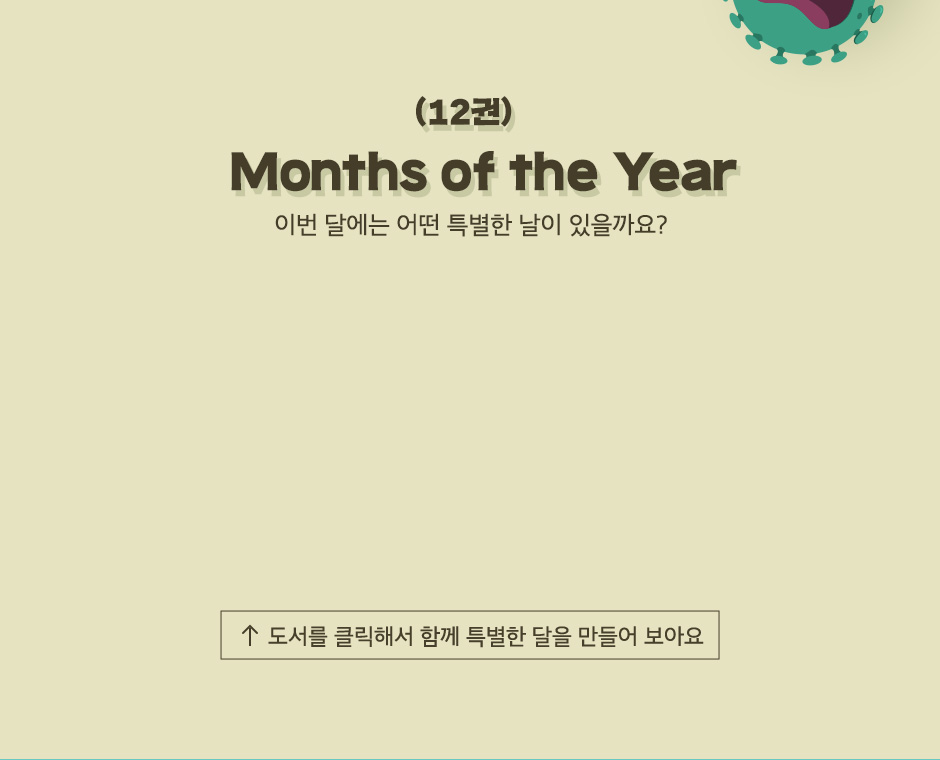 (12권)
Months of the Year
이번 달에는 어떤 특별한 날이 있을까요?
↑ 도서를 클릭해서 함께 특별한 달을 만들어 보아요